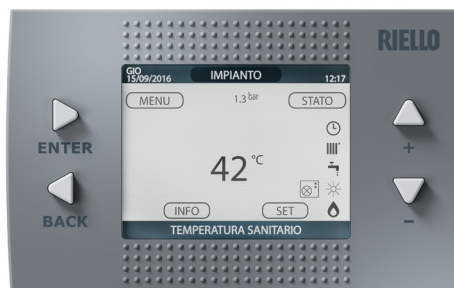 RIELLO
GIO
15/09/2016 IMPIANTO 12:17
MENU 1.3 bar STATO
ENTER
42 °C
+
BACK
INFO SET
-
TEMPERATURA SANITARIO